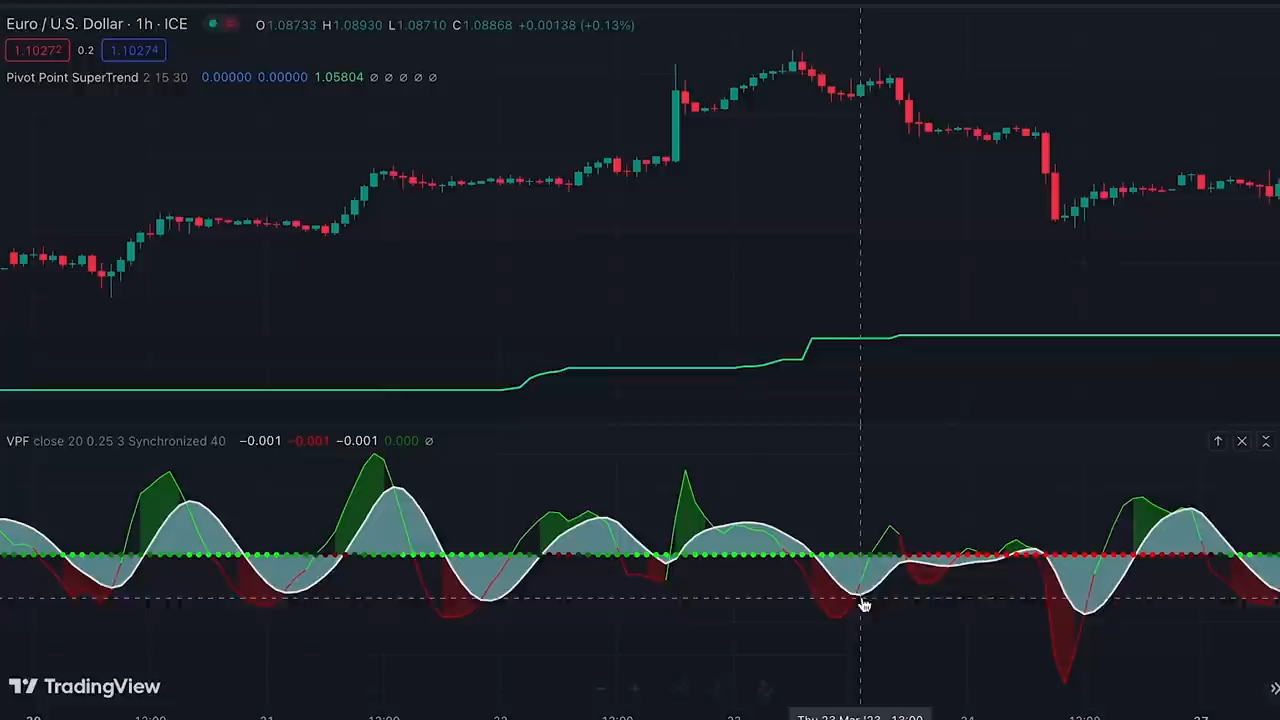 Euro / U.S. Dollar · 1h · ICE O1.08733 H1.08930 L1.08710 C1.08868 +0.00138 (+0.13%)
1.10272 0.2 1.10274
Pivot Point SuperTrend 2 15 30 0.00000 0.00000 1.05804 ∅ ∅ ∅ ∅ ∅
VPF close 20 0.25 3 Synchronized 40 −0.001 −0.001 −0.001 0.000 ∅
TradingView
20 12:00 21 12:00 22 12:00 23 Thu 23 Mar '23 13:00 24 12:00 27